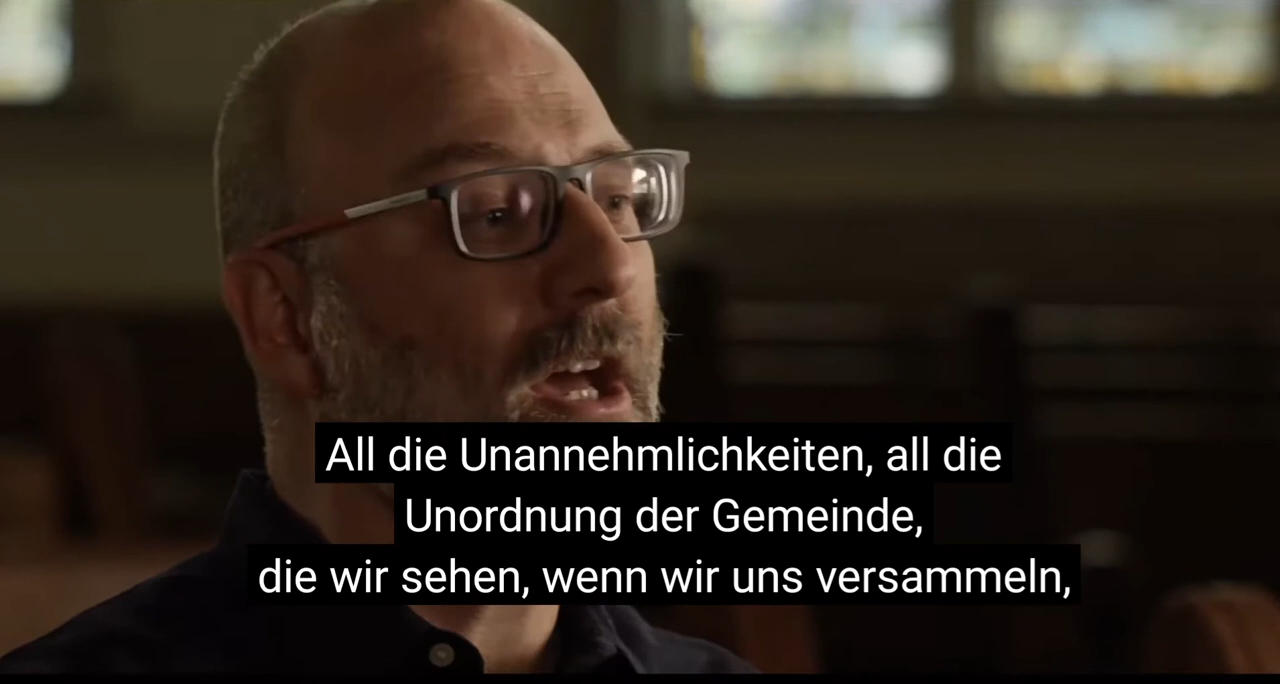 All die Unannehmlichkeiten, all die
Unordnung der Gemeinde,
die wir sehen, wenn wir uns versammeln,